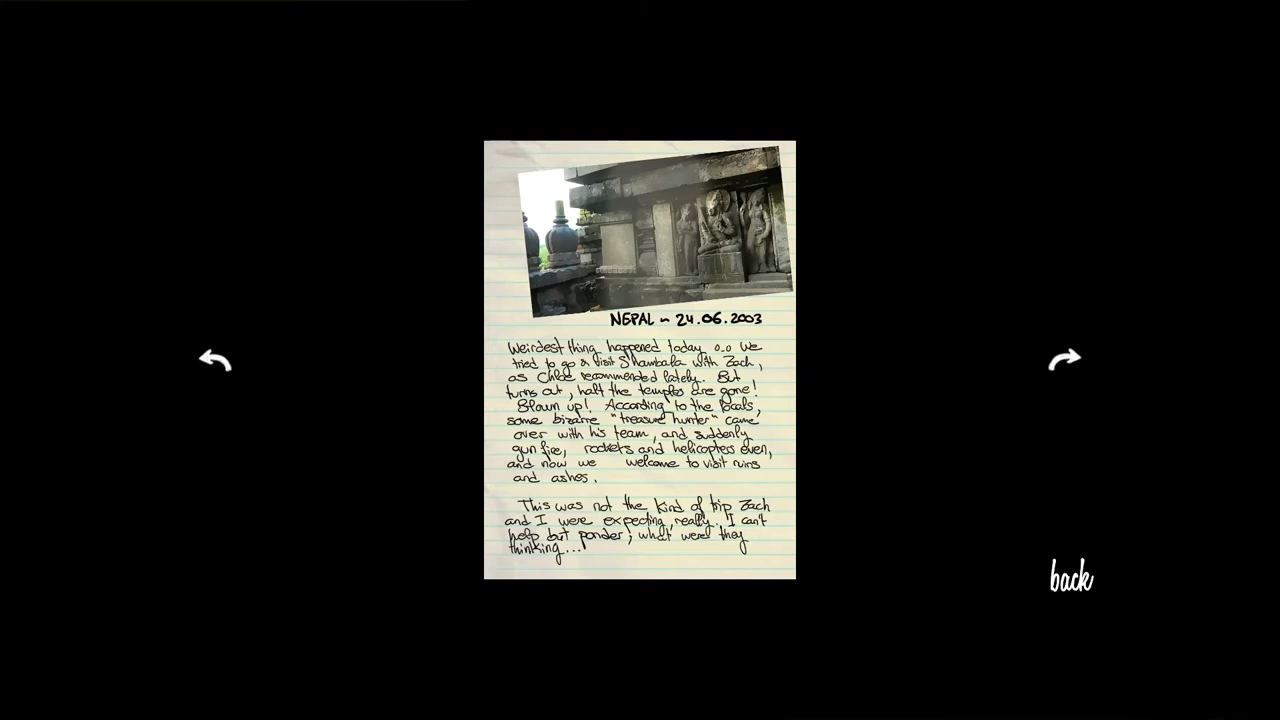 NEPAL ~ 24.06.2003
Weirdest thing happened today o.o We
tried to go & visit Shambala with Zach,
as Chloe recommended lately. But
turns out, half the temples are gone!
Blown up! According to the locals,
some bizarre "treasure hunter" came
over with his team, and suddenly
gun fire, rockets and helicopters even,
and now we welcome to visit ruins
and ashes.
This was not the kind of trip Zach
and I were expecting, really. I can't
help but ponder; what were they
thinking...
back